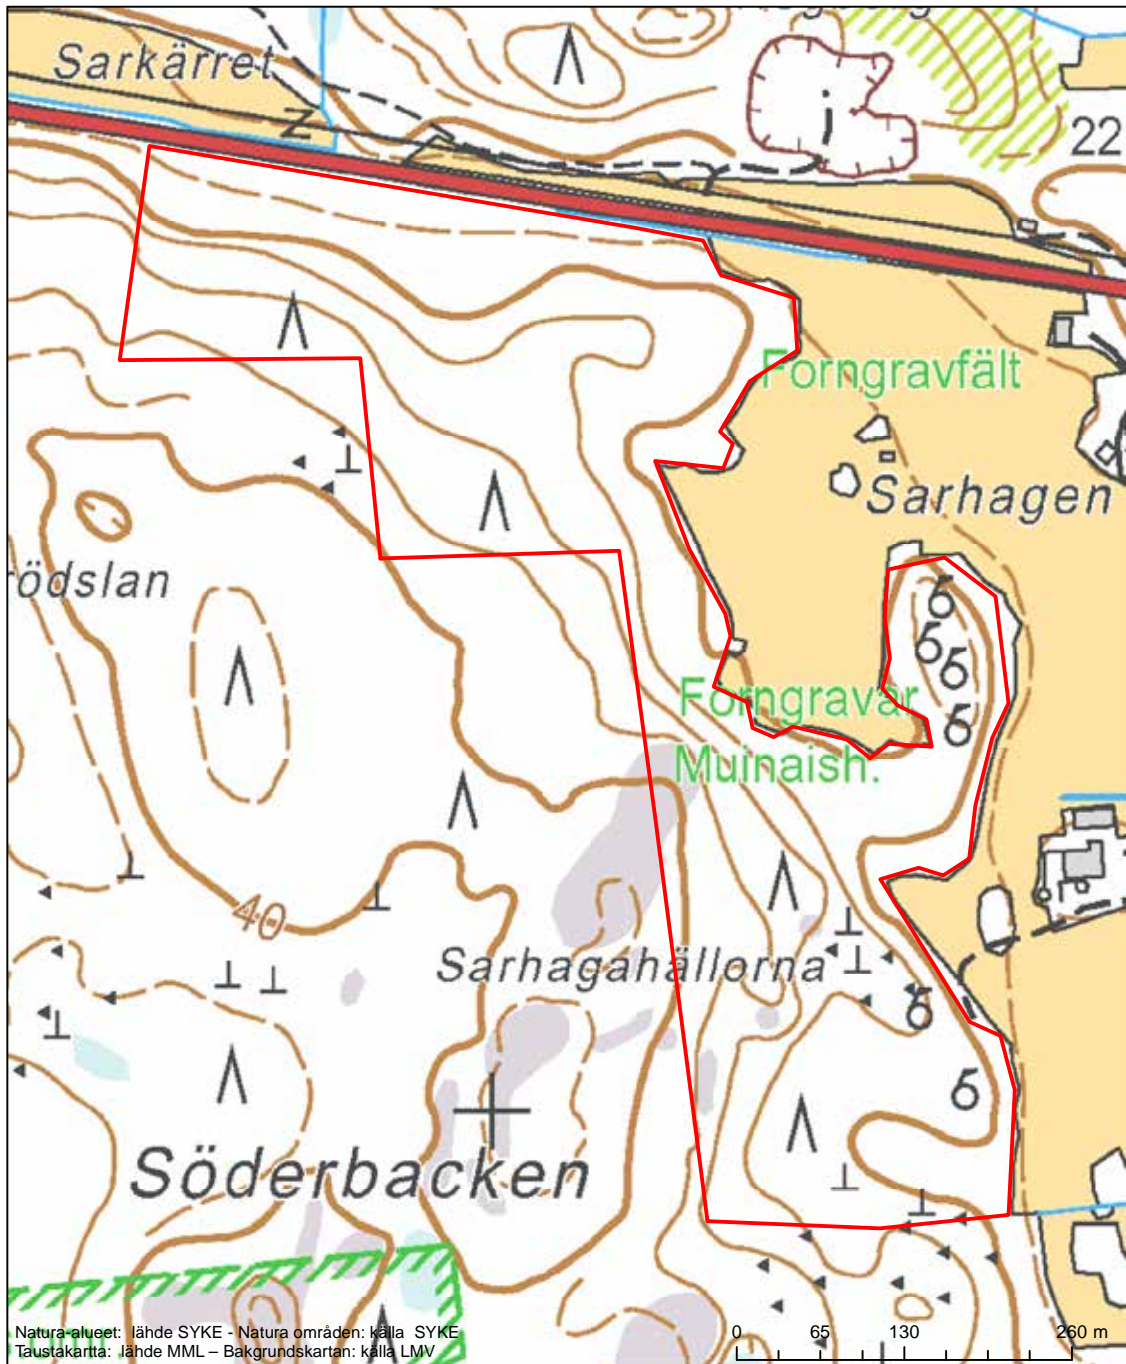 Sarkärret
22
Forngravfält
Sarhagen
Forngravar
Muinaish.
40
Sarhagahällorna
Söderbacken
Natura-alueet: lähde SYKE - Natura områden: källa SYKE
Taustakartta: lähde MML – Bakgrundskartan: källa LMV
0 65 130 260 m